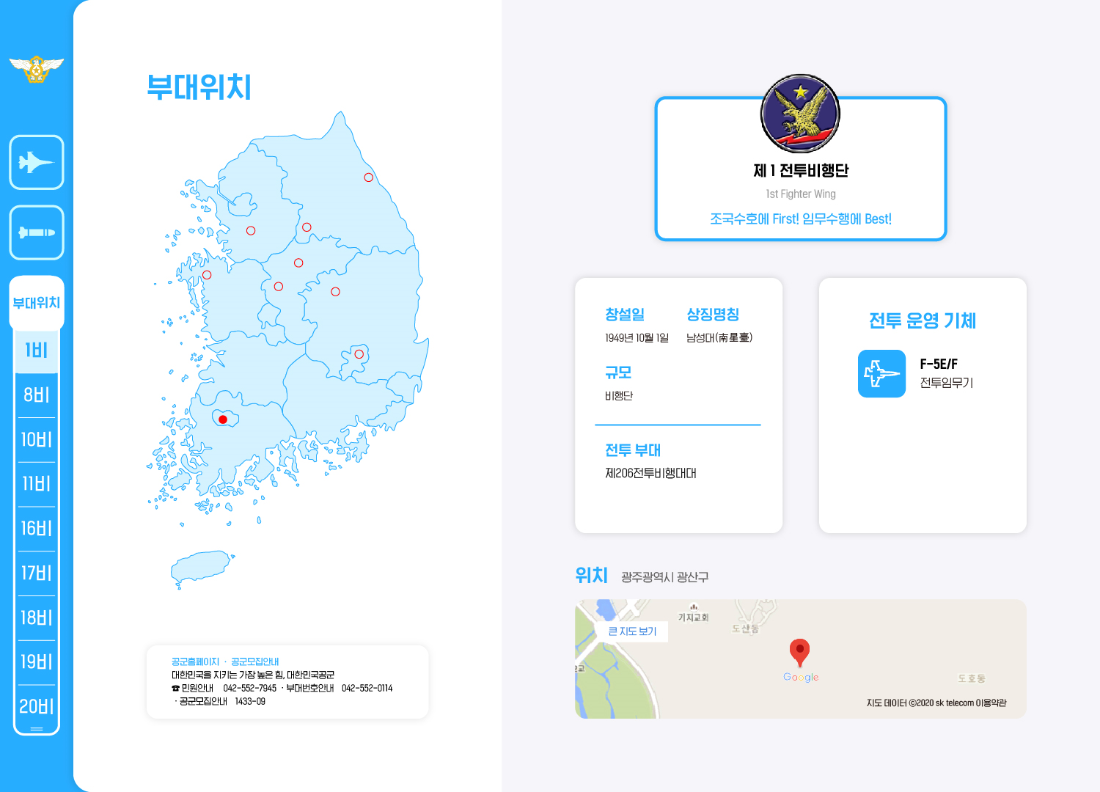 부대위치
1비
8비
10비
11비
16비
17비
18비
19비
20비
부대위치
공군홈페이지 · 공군모집안내
대한민국을 지키는 가장 높은 힘, 대한민국공군
☎ 민원안내 042-552-7945 · 부대번호안내 042-552-0114
· 공군모집안내 1433-09
제 1 전투비행단
1st Fighter Wing
조국수호에 First! 임무수행에 Best!
창설일
상징명칭
1949년 10월 1일
남성대(南星臺)
규모
비행단
전투 부대
제206전투비행대대
전투 운영 기체
F-5E/F
전투임무기
위치 광주광역시 광산구
큰 지도 보기
기지교회
도산동
Google
도호동
지도 데이터 ©2020 sk telecom 이용약관